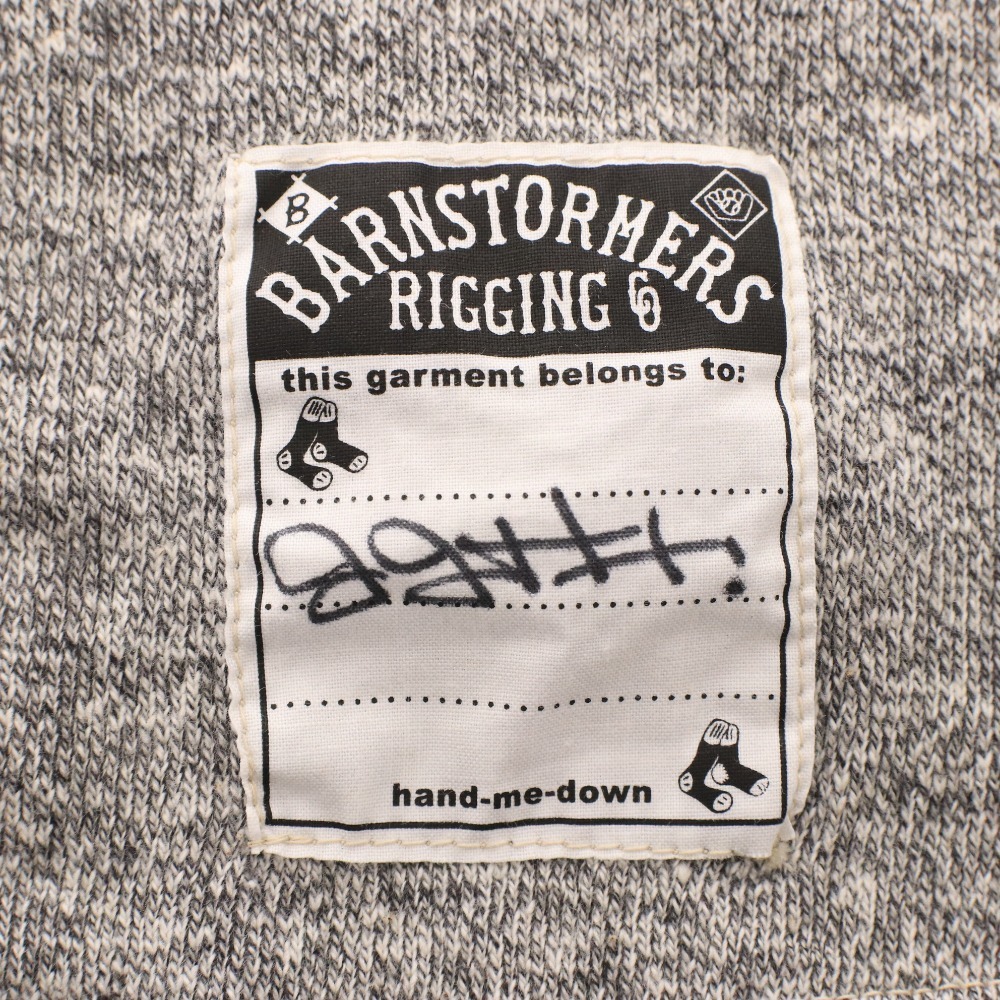 B
BARNSTORMERS
RIGGING CO
this garment belongs to:
hand-me-down